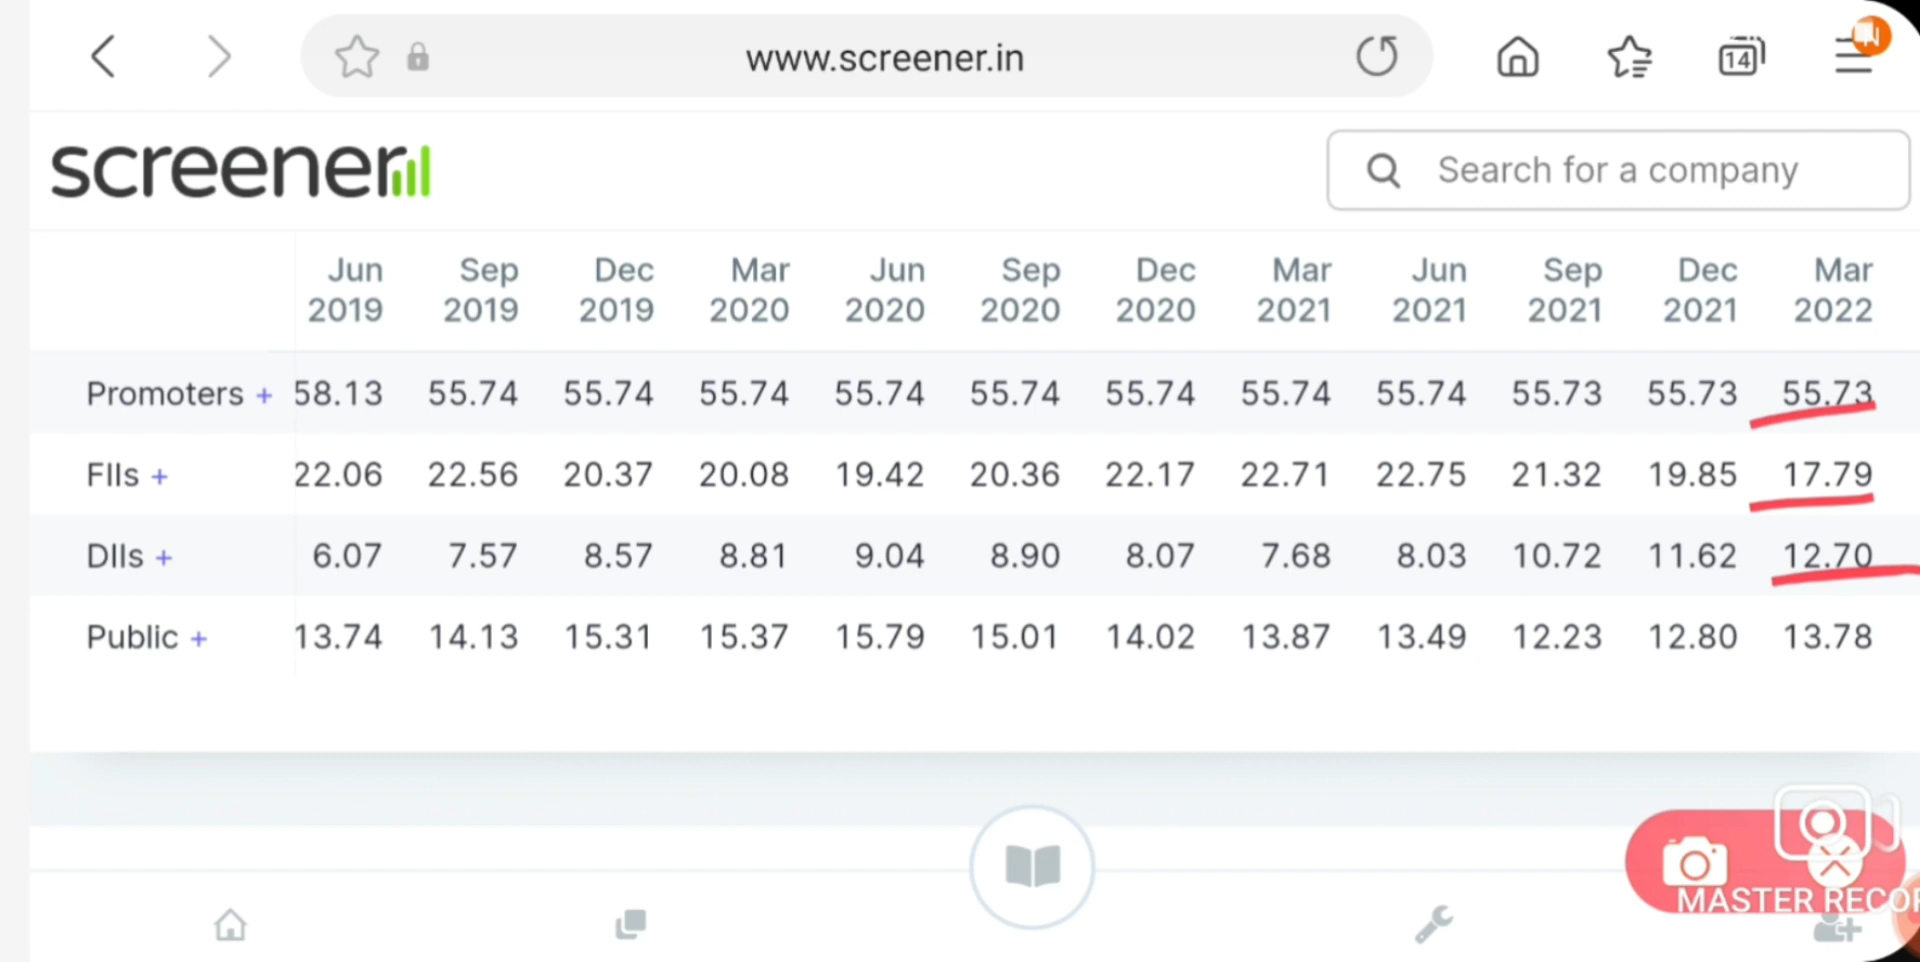 www.screener.in
14
screener
Search for a company
Jun 2019 Sep 2019 Dec 2019 Mar 2020 Jun 2020 Sep 2020 Dec 2020 Mar 2021 Jun 2021 Sep 2021 Dec 2021 Mar 2022
Promoters + 58.13 55.74 55.74 55.74 55.74 55.74 55.74 55.74 55.74 55.73 55.73 55.73
FIIs + 22.06 22.56 20.37 20.08 19.42 20.36 22.17 22.71 22.75 21.32 19.85 17.79
DIIs + 6.07 7.57 8.57 8.81 9.04 8.90 8.07 7.68 8.03 10.72 11.62 12.70
Public + 13.74 14.13 15.31 15.37 15.79 15.01 14.02 13.87 13.49 12.23 12.80 13.78
MASTER RECOR